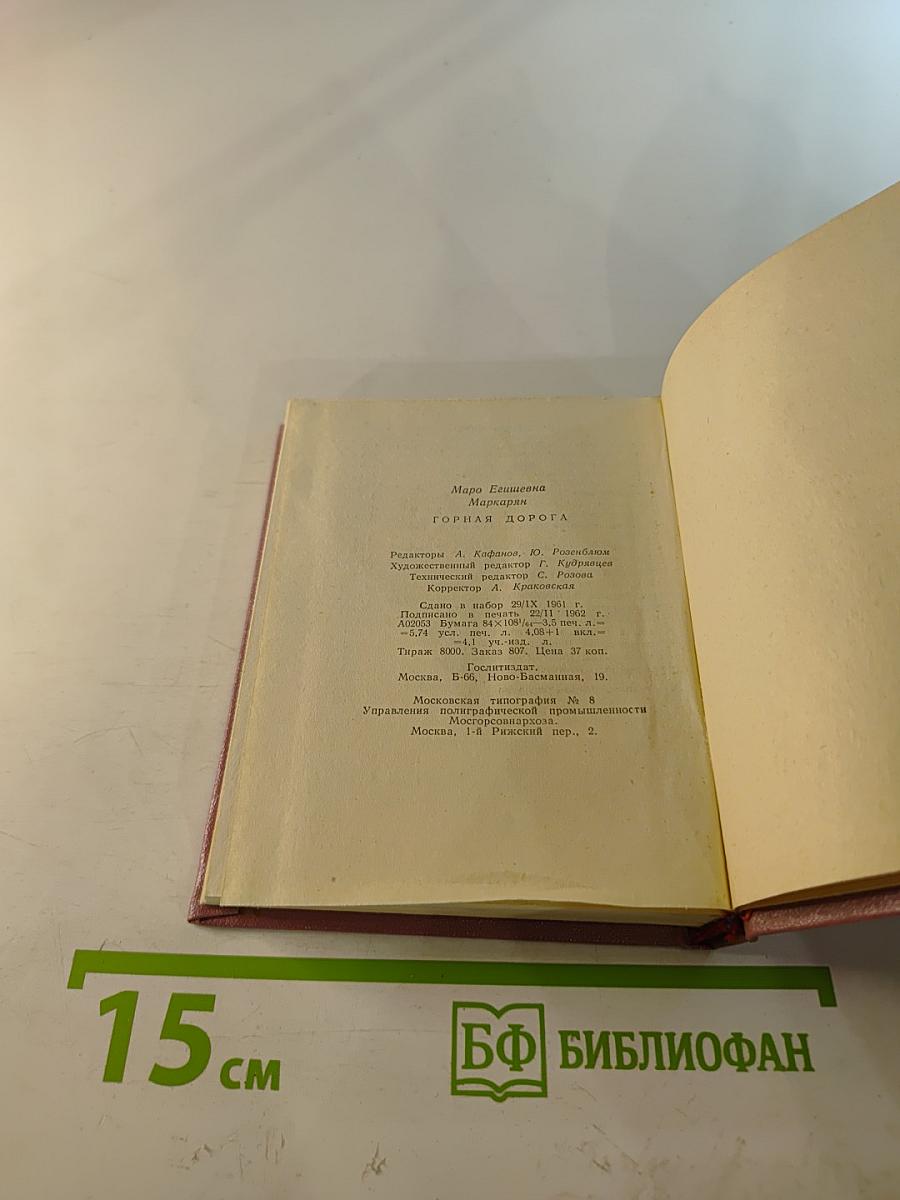 Маро Егишевна
Маркарян
ГОРНАЯ ДОРОГА
Редакторы А. Кафанов, Ю. Розенблюм
Художественный редактор Г. Кудрявцев
Технический редактор С. Розова
Корректор А. Краковская
Сдано в набор 29/IX 1961 г.
Подписано в печать 22/II 1962 г.
А02053 Бумага 84×108¹/₆₄—3,5 печ. л.=
=5,74 усл. печ. л. 4,08+1 вкл.=
=4,1 уч.-изд. л.
Тираж 8000. Заказ 807. Цена 37 коп.
Гослитиздат.
Москва, Б-66, Ново-Басманная, 19.
Московская типография № 8
Управления полиграфической промышленности
Мосгорсовнархоза.
Москва, 1-й Рижский пер., 2.
15 см
БФ БИБЛИОФАН